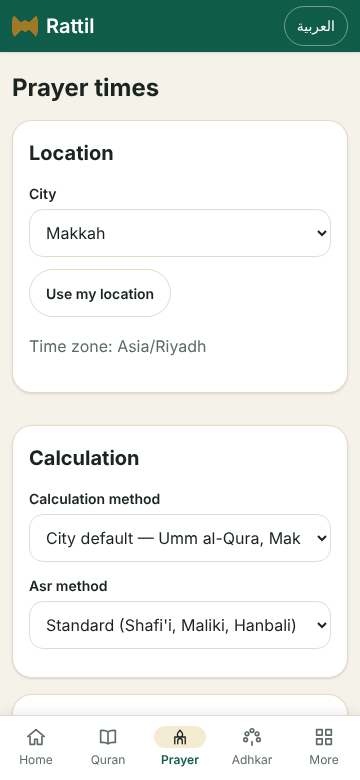 Rattil
العربية
Prayer times
Location
City
Makkah
Use my location
Time zone: Asia/Riyadh
Calculation
Calculation method
City default — Umm al-Qura, Mak
Asr method
Standard (Shafi'i, Maliki, Hanbali)
Home
Quran
Prayer
Adhkar
More